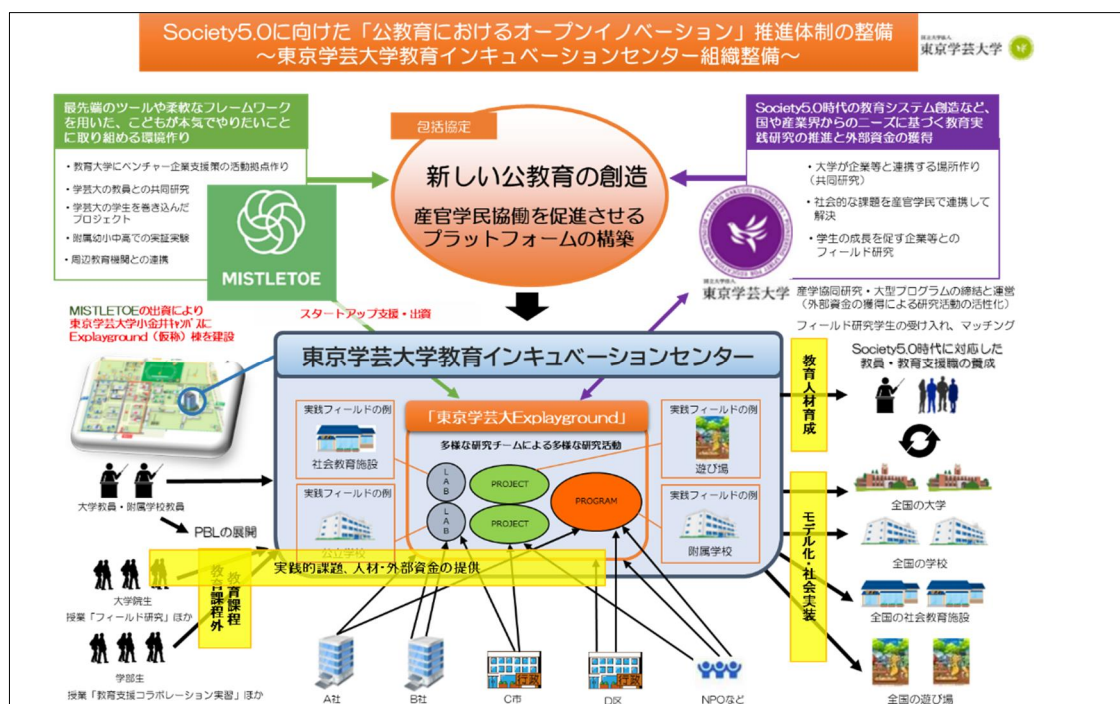 Society5.0に向けた「公教育におけるオープンイノベーション」推進体制の整備
～東京学芸大学教育インキュベーションセンター組織整備～
国立大学法人
東京学芸大学
最先端のツールや柔軟なフレームワーク
を用いた、こどもが本気でやりたいこと
に取り組める環境作り
・教育大学にベンチャー企業支援策の活動拠点作り
・学芸大の教員との共同研究
・学芸大の学生を巻き込んだ
プロジェクト
・附属幼小中高での実証実験
・周辺教育機関との連携
MISTLETOE
包括協定
新しい公教育の創造
産官学民協働を促進させる
プラットフォームの構築
Society5.0時代の教育システム創造など、
国や産業界からのニーズに基づく教育実
践研究の推進と外部資金の獲得
・大学が企業等と連携する場所作り
（共同研究）
・社会的な課題を産官学民で連携して
解決
・学生の成長を促す企業等との
フィールド研究
国立大学法人
東京学芸大学
産学協同研究・大型プログラムの締結と運営
（外部資金の獲得による研究活動の活性化）
フィールド研究学生の受け入れ、マッチング
MISTLETOEの出資により
東京学芸大学小金井ｷｬﾝﾊﾟｽに
Explayground（仮称）棟を建設
スタートアップ支援・出資
東京学芸大学教育インキュベーションセンター
実践フィールドの例
社会教育施設
実践フィールドの例
公立学校
「東京学芸大Explayground」
多様な研究チームによる多様な研究活動
LAB
LAB
PROJECT
PROJECT
PROGRAM
実践フィールドの例
遊び場
実践フィールドの例
附属学校
実践的課題、人材・外部資金の提供
大学教員・附属学校教員
PBLの展開
教育課程
教育課程外
大学院生
授業「フィールド研究」ほか
学部生
授業「教育支援コラボレーション実習」ほか
A社
B社
行政
C市
行政
D区
NPOなど
教育人材育成
Society5.0時代に対応した
教員・教育支援職の養成
モデル化・社会実装
全国の大学
全国の学校
全国の社会教育施設
全国の遊び場